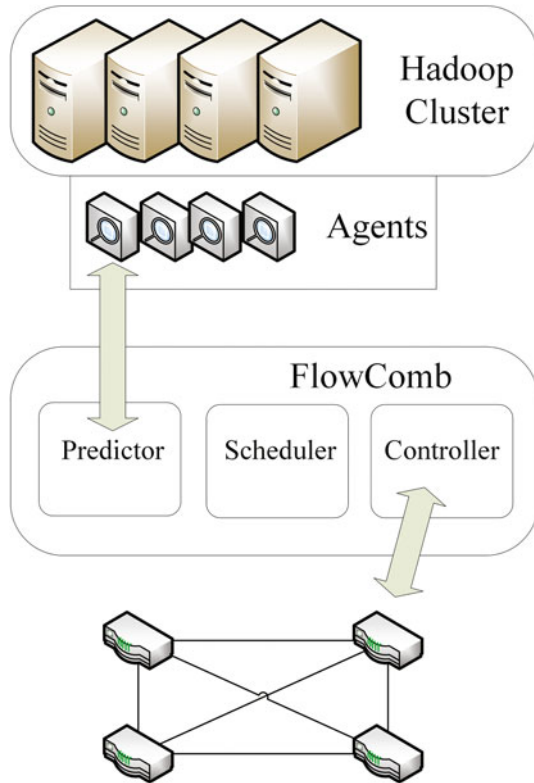 Hadoop
Cluster
Agents
FlowComb
Predictor
Scheduler
Controller